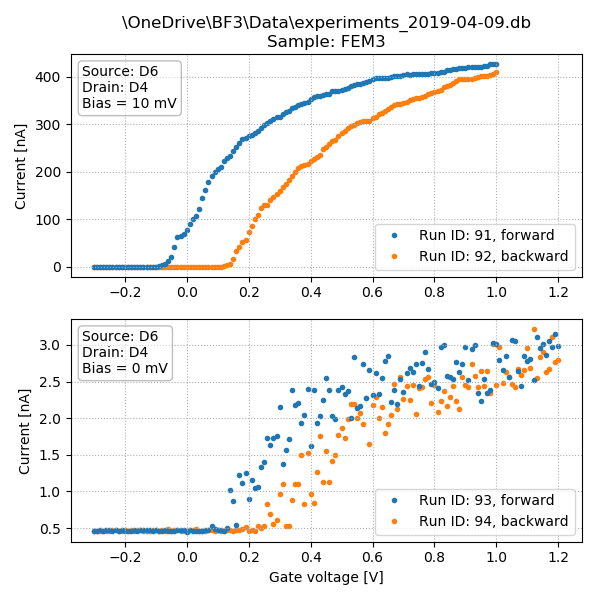 \OneDrive\BF3\Data\experiments_2019-04-09.db
Sample: FEM3
Source: D6
Drain: D4
Bias = 10 mV
400
300
200
100
0
Current [nA]
Run ID: 91, forward
Run ID: 92, backward
−0.2 0.0 0.2 0.4 0.6 0.8 1.0 1.2
Source: D6
Drain: D4
Bias = 0 mV
3.0
2.5
2.0
1.5
1.0
0.5
Current [nA]
Run ID: 93, forward
Run ID: 94, backward
−0.2 0.0 0.2 0.4 0.6 0.8 1.0 1.2
Gate voltage [V]